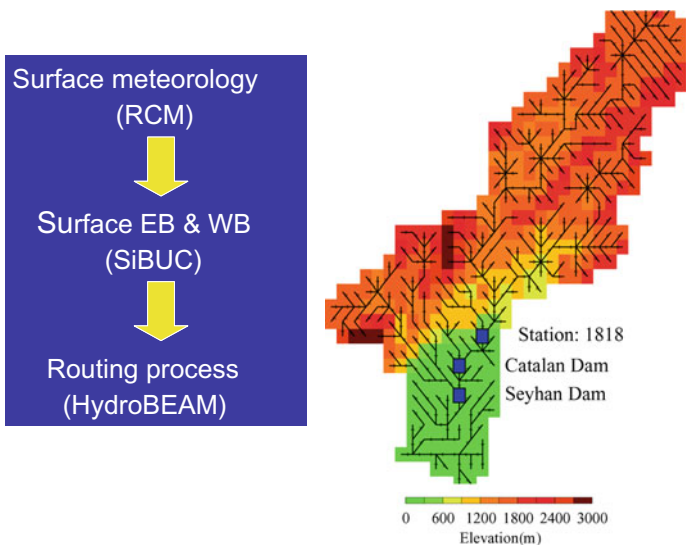 Surface meteorology
(RCM)
Surface EB & WB
(SiBUC)
Routing process
(HydroBEAM)
Station: 1818
Catalan Dam
Seyhan Dam
0 600 1200 1800 2400 3000
Elevation(m)